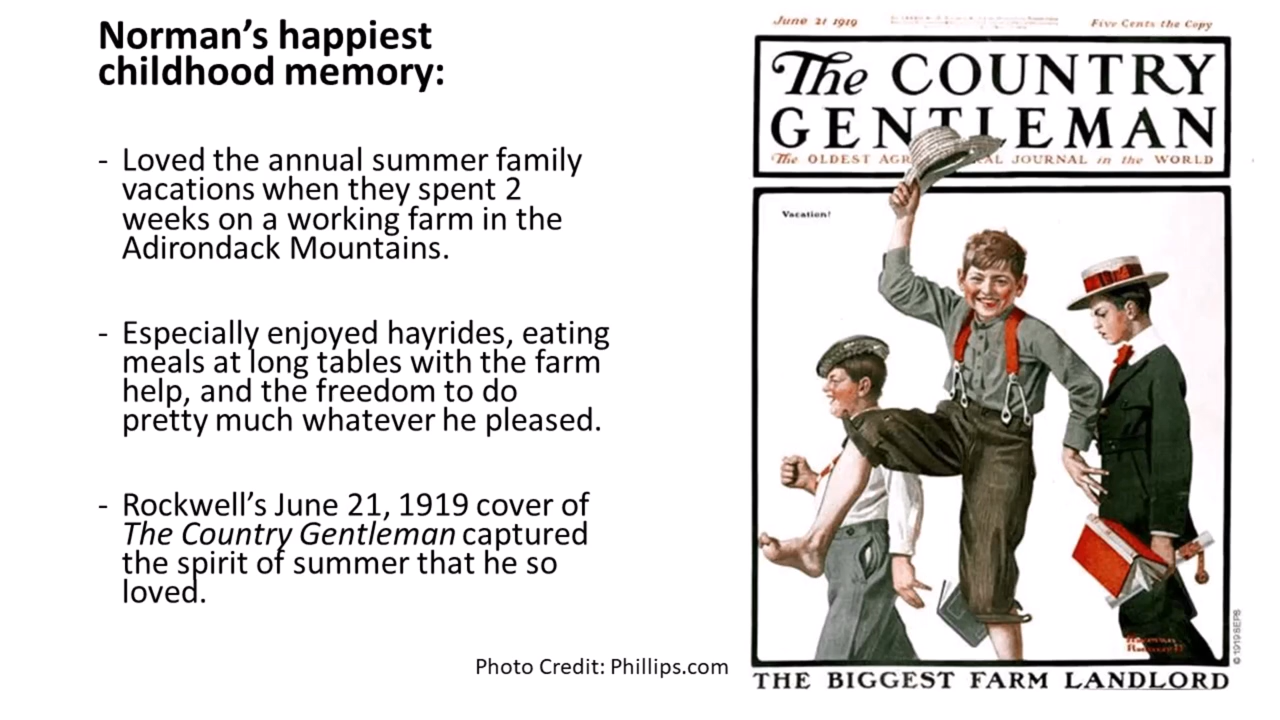 Norman’s happiest
childhood memory:
- Loved the annual summer family
vacations when they spent 2
weeks on a working farm in the
Adirondack Mountains.
- Especially enjoyed hayrides, eating
meals at long tables with the farm
help, and the freedom to do
pretty much whatever he pleased.
- Rockwell’s June 21, 1919 cover of
The Country Gentleman captured
the spirit of summer that he so
loved.
Photo Credit: Phillips.com
June 21 1919
Five Cents the Copy
The COUNTRY
GENTLEMAN
The OLDEST AGR AL JOURNAL in the WORLD
Vacation!
Norman
Rockwell
© 1919 SEPS
THE BIGGEST FARM LANDLORD